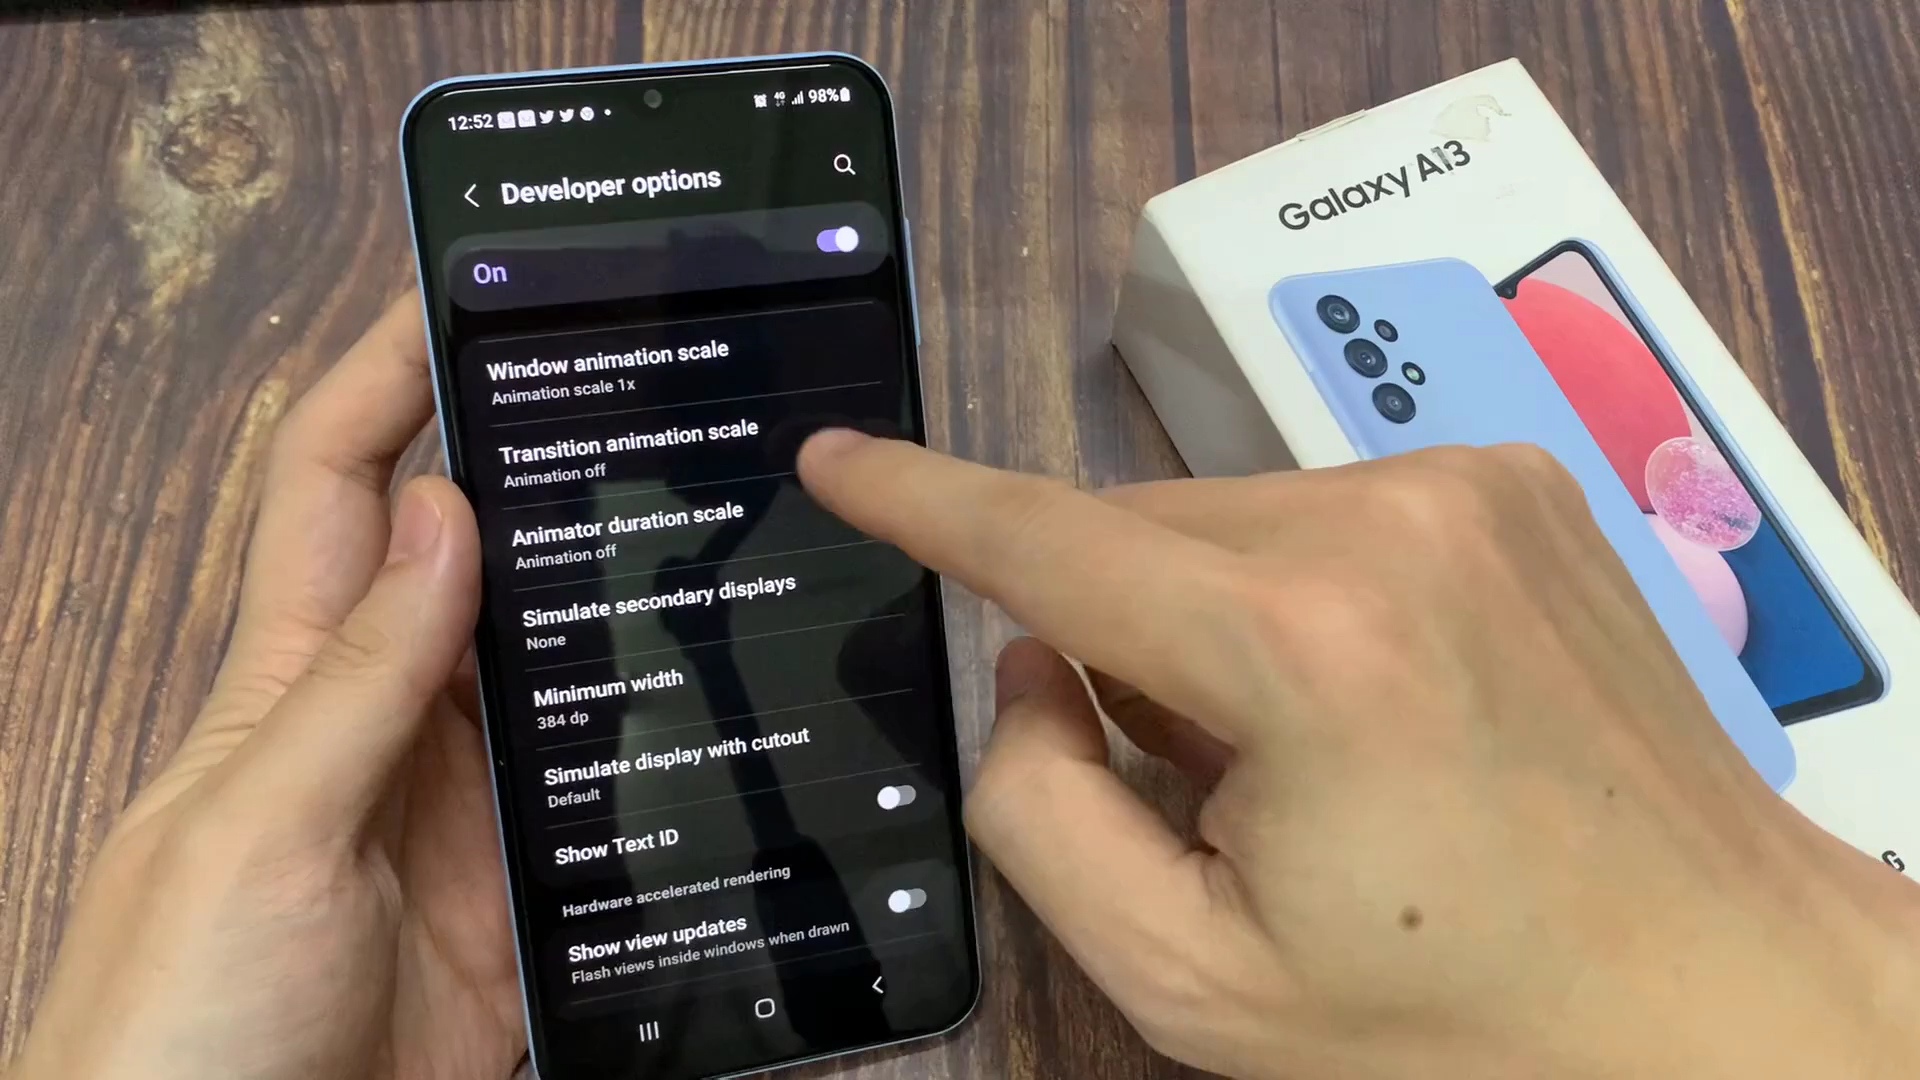 12:52
4G
98%
Developer options
On
Window animation scale
Animation scale 1x
Transition animation scale
Animation off
Animator duration scale
Animation off
Simulate secondary displays
None
Minimum width
384 dp
Simulate display with cutout
Default
Show Text ID
Hardware accelerated rendering
Show view updates
Flash views inside windows when drawn
Galaxy A13
G